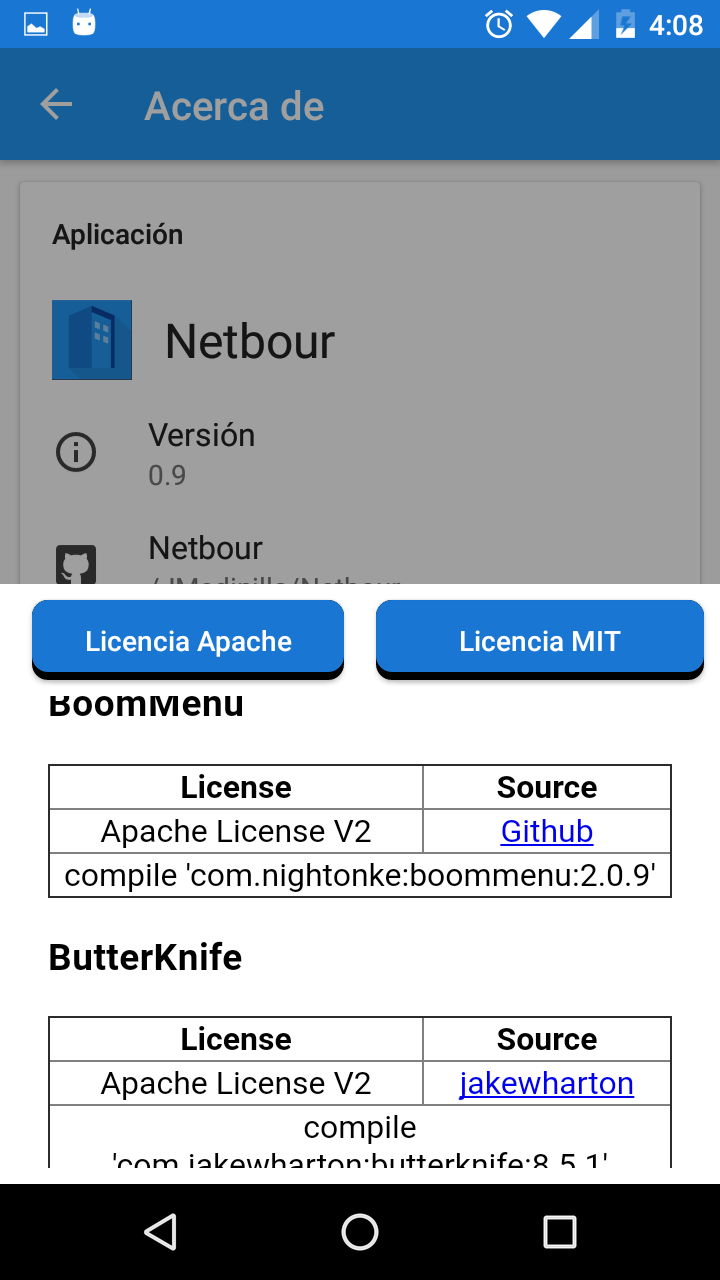 4:08
Acerca de
Aplicación
Netbour
Versión
0.9
Netbour
Licencia Apache
Licencia MIT
BoomMenu
License Source
Apache License V2 Github
compile 'com.nightonke:boommenu:2.0.9'
ButterKnife
License Source
Apache License V2 jakewharton
compile
'com.jakewharton:butterknife:8.5.1'